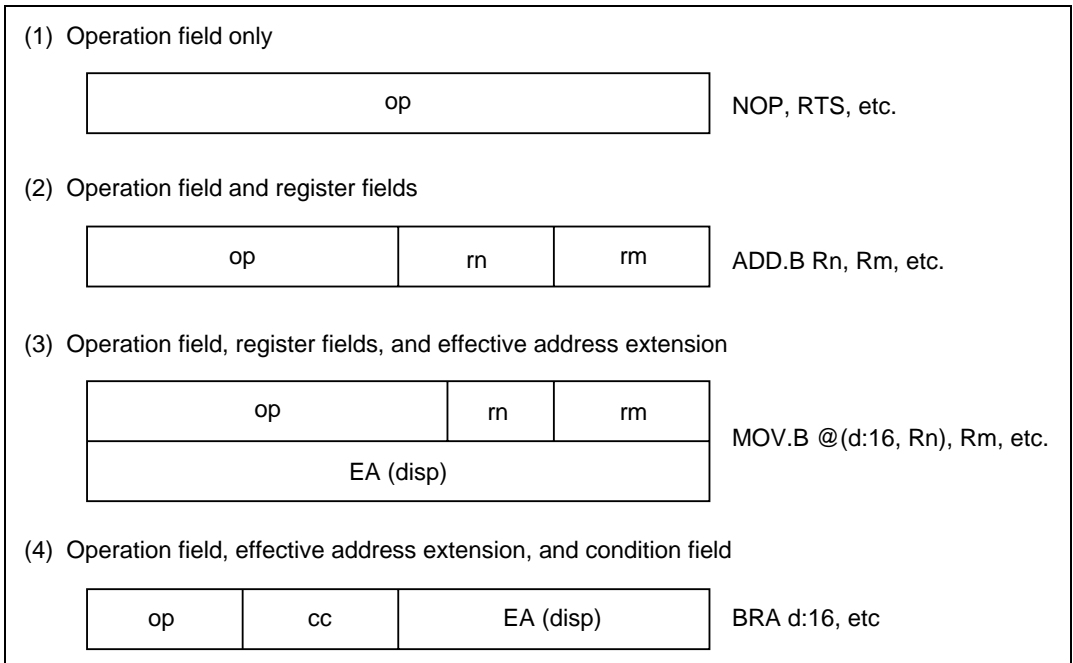 (1) Operation field only
op
NOP, RTS, etc.
(2) Operation field and register fields
op rn rm
ADD.B Rn, Rm, etc.
(3) Operation field, register fields, and effective address extension
op rn rm
MOV.B @(d:16, Rn), Rm, etc.
EA (disp)
(4) Operation field, effective address extension, and condition field
op cc EA (disp)
BRA d:16, etc